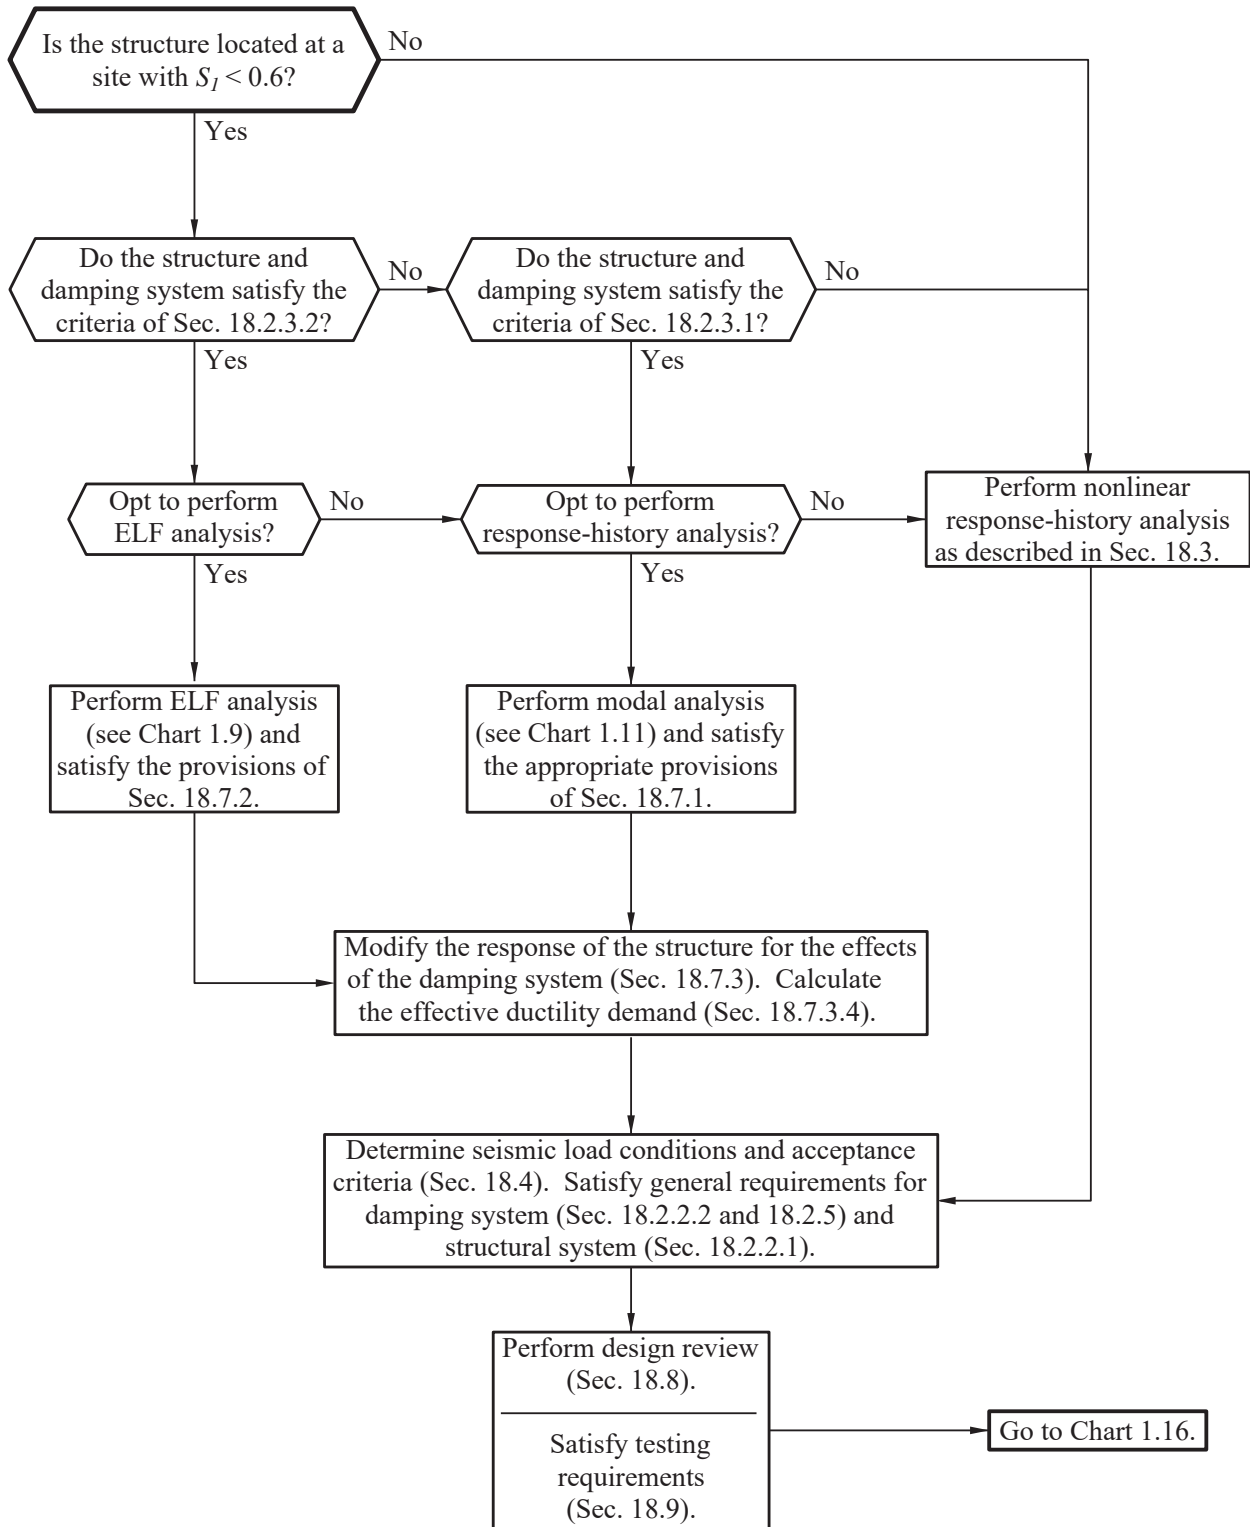 Is the structure located at a
site with S1 < 0.6?
No
Yes
Do the structure and
damping system satisfy the
criteria of Sec. 18.2.3.2?
No
Do the structure and
damping system satisfy the
criteria of Sec. 18.2.3.1?
No
Yes
Yes
Opt to perform
ELF analysis?
No
Opt to perform
response-history analysis?
No
Perform nonlinear
response-history analysis
as described in Sec. 18.3.
Yes
Yes
Perform ELF analysis
(see Chart 1.9) and
satisfy the provisions of
Sec. 18.7.2.
Perform modal analysis
(see Chart 1.11) and satisfy
the appropriate provisions
of Sec. 18.7.1.
Modify the response of the structure for the effects
of the damping system (Sec. 18.7.3). Calculate
the effective ductility demand (Sec. 18.7.3.4).
Determine seismic load conditions and acceptance
criteria (Sec. 18.4). Satisfy general requirements for
damping system (Sec. 18.2.2.2 and 18.2.5) and
structural system (Sec. 18.2.2.1).
Perform design review
(Sec. 18.8).
Satisfy testing
requirements
(Sec. 18.9).
Go to Chart 1.16.